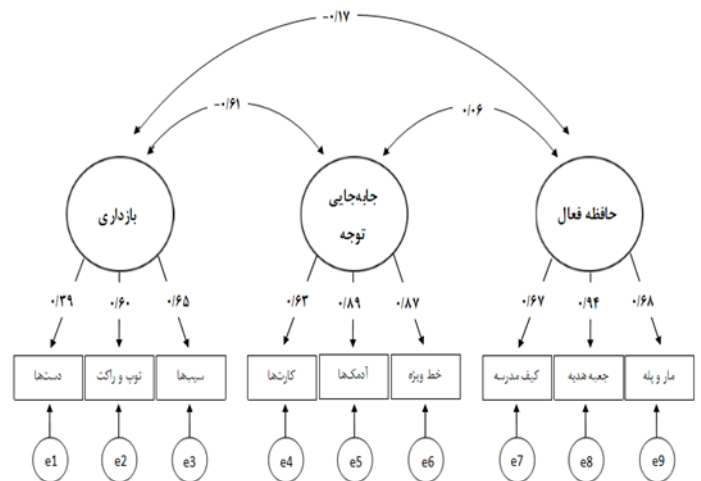 -۰/۱۷
-۰/۶۱
۰/۰۶
بازداری
جابه‌جایی
توجه
حافظه فعال
۰/۳۹
۰/۶۰
۰/۶۵
۰/۶۳
۰/۸۹
۰/۸۷
۰/۶۷
۰/۹۴
۰/۶۸
دست‌ها
توپ و راکت
سیب‌ها
کارت‌ها
آدمک‌ها
خط ویژه
کیف مدرسه
جعبه هدیه
مار و پله
e1
e2
e3
e4
e5
e6
e7
e8
e9